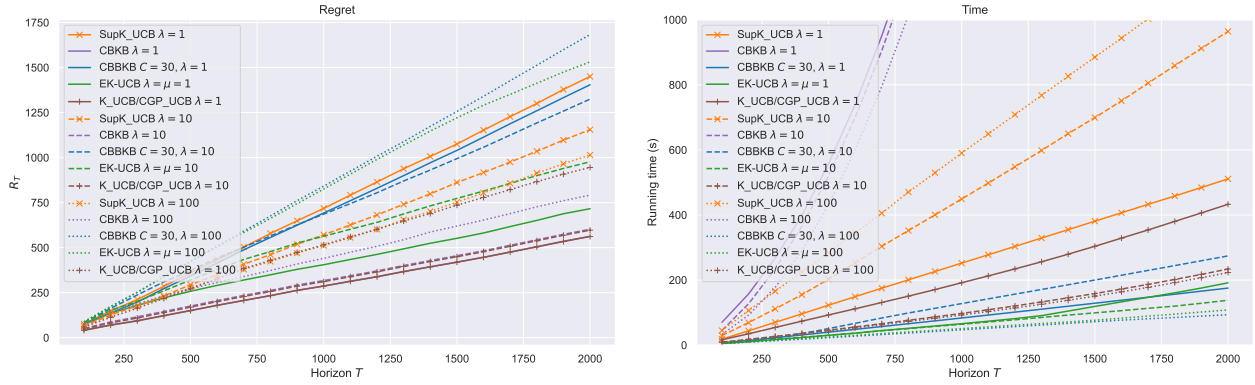 Regret
1750
1500
1250
1000
750
500
250
0
R_T
250
500
750
1000
1250
1500
1750
2000
Horizon T
SupK_UCB λ = 1
CBKB λ = 1
CBBKB C = 30, λ = 1
EK-UCB λ = μ = 1
K_UCB/CGP_UCB λ = 1
SupK_UCB λ = 10
CBKB λ = 10
CBBKB C = 30, λ = 10
EK-UCB λ = μ = 10
K_UCB/CGP_UCB λ = 10
SupK_UCB λ = 100
CBKB λ = 100
CBBKB C = 30, λ = 100
EK-UCB λ = μ = 100
K_UCB/CGP_UCB λ = 100
Time
1000
800
600
400
200
0
Running time (s)
250
500
750
1000
1250
1500
1750
2000
Horizon T
SupK_UCB λ = 1
CBKB λ = 1
CBBKB C = 30, λ = 1
EK-UCB λ = μ = 1
K_UCB/CGP_UCB λ = 1
SupK_UCB λ = 10
CBKB λ = 10
CBBKB C = 30, λ = 10
EK-UCB λ = μ = 10
K_UCB/CGP_UCB λ = 10
SupK_UCB λ = 100
CBKB λ = 100
CBBKB C = 30, λ = 100
EK-UCB λ = μ = 100
K_UCB/CGP_UCB λ = 100